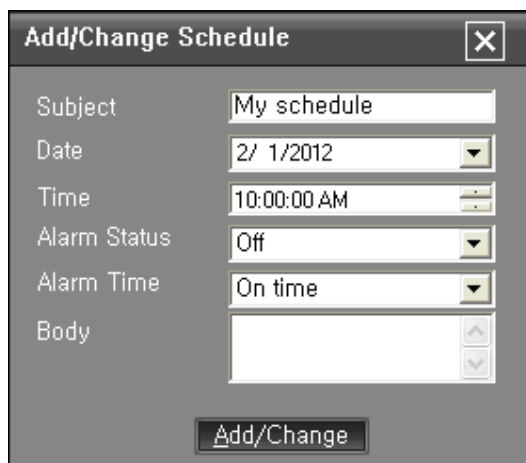 Add/Change Schedule
Subject My schedule
Date 2/ 1/2012
Time 10:00:00 AM
Alarm Status Off
Alarm Time On time
Body
Add/Change